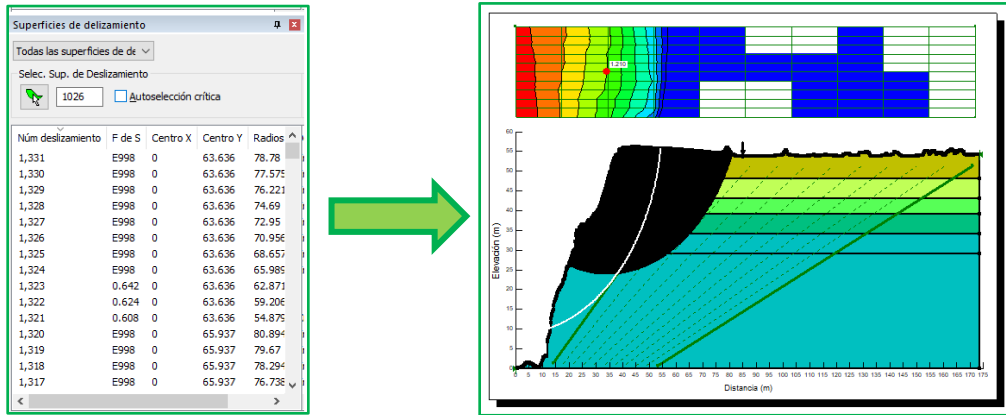 Superficies de delizamiento
Todas las superficies de de
Selec. Sup. de Deslizamiento
1026 Autoselección crítica
Núm deslizamiento F de S Centro X Centro Y Radios
1,331 E998 0 63.636 78.78
1,330 E998 0 63.636 77.575
1,329 E998 0 63.636 76.221
1,328 E998 0 63.636 74.69
1,327 E998 0 63.636 72.95
1,326 E998 0 63.636 70.956
1,325 E998 0 63.636 68.657
1,324 E998 0 63.636 65.989
1,323 0.642 0 63.636 62.871
1,322 0.624 0 63.636 59.206
1,321 0.608 0 63.636 54.879
1,320 E998 0 65.937 80.894
1,319 E998 0 65.937 79.67
1,318 E998 0 65.937 78.294
1,317 E998 0 65.937 76.738
1.210
60
55
50
45
40
35
30
25
20
15
10
5
0
Elevación (m)
0 5 10 15 20 25 30 35 40 45 50 55 60 65 70 75 80 85 90 95 100 105 110 115 120 125 130 135 140 145 150 155 160 165 170 175
Distancia (m)